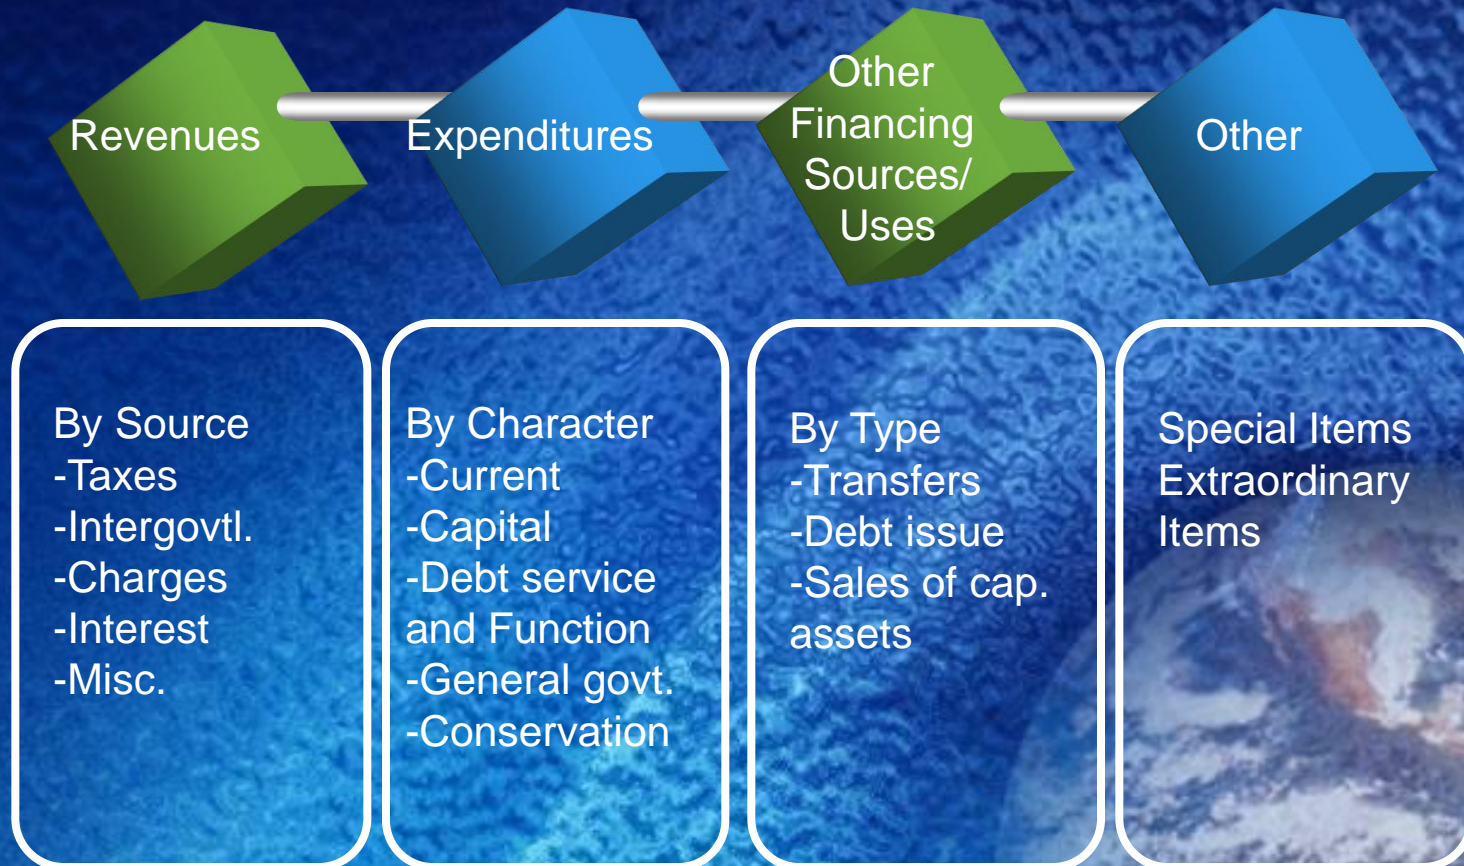 Revenues
Expenditures
Other
Financing
Sources/
Uses
Other
By Source
-Taxes
-Intergovtl.
-Charges
-Interest
-Misc.
By Character
-Current
-Capital
-Debt service
and Function
-General govt.
-Conservation
By Type
-Transfers
-Debt issue
-Sales of cap.
assets
Special Items
Extraordinary
Items